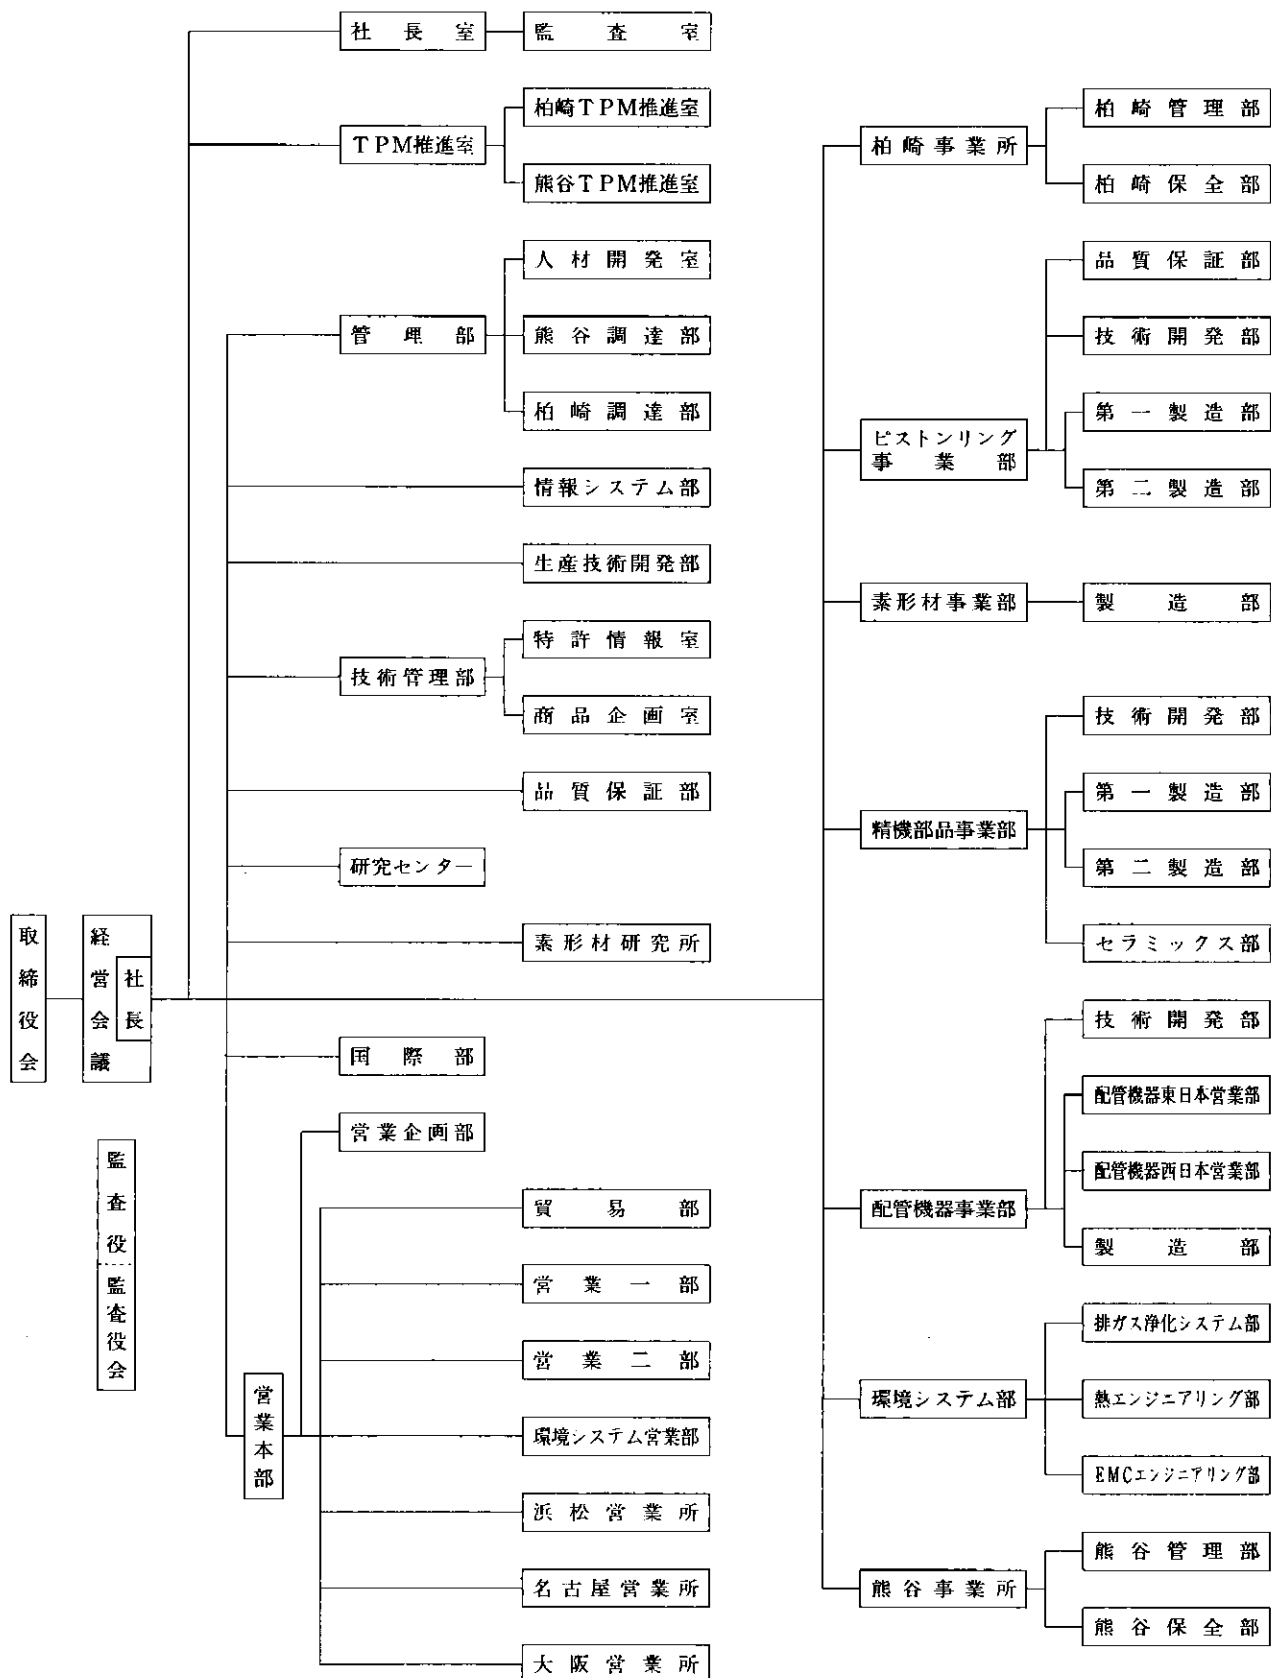 取締役会
経営会議
社長
監査役
監査役会
社長室
監査室
TPM推進室
柏崎TPM推進室
熊谷TPM推進室
管理部
人材開発室
熊谷調達部
柏崎調達部
情報システム部
生産技術開発部
技術管理部
特許情報室
商品企画室
品質保証部
研究センター
素形材研究所
国際部
営業本部
営業企画部
貿易部
営業一部
営業二部
環境システム営業部
浜松営業所
名古屋営業所
大阪営業所
柏崎事業所
柏崎管理部
柏崎保全部
ピストンリング
事業部
品質保証部
技術開発部
第一製造部
第二製造部
素形材事業部
製造部
精機部品事業部
技術開発部
第一製造部
第二製造部
セラミックス部
配管機器事業部
技術開発部
配管機器東日本営業部
配管機器西日本営業部
製造部
環境システム部
排ガス浄化システム部
熱エンジニアリング部
EMCエンジニアリング部
熊谷事業所
熊谷管理部
熊谷保全部